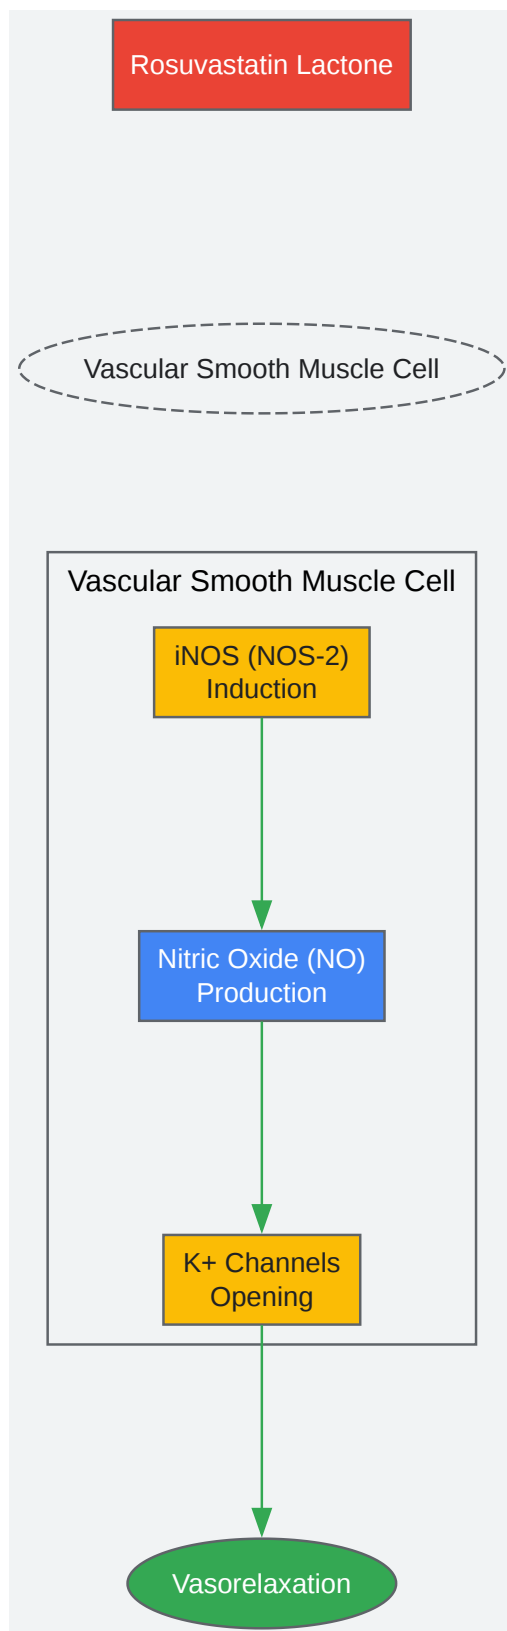 Rosuvastatin Lactone
Vascular Smooth Muscle Cell
Vascular Smooth Muscle Cell
iNOS (NOS-2)
Induction
Nitric Oxide (NO)
Production
K+ Channels
Opening
Vasorelaxation